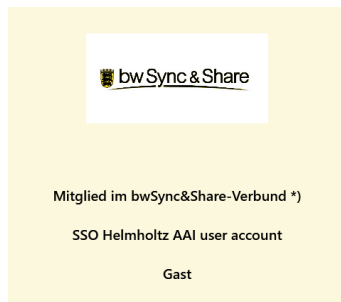 bwSync&Share
Mitglied im bwSync&Share-Verbund *)
SSO Helmholtz AAI user account
Gast